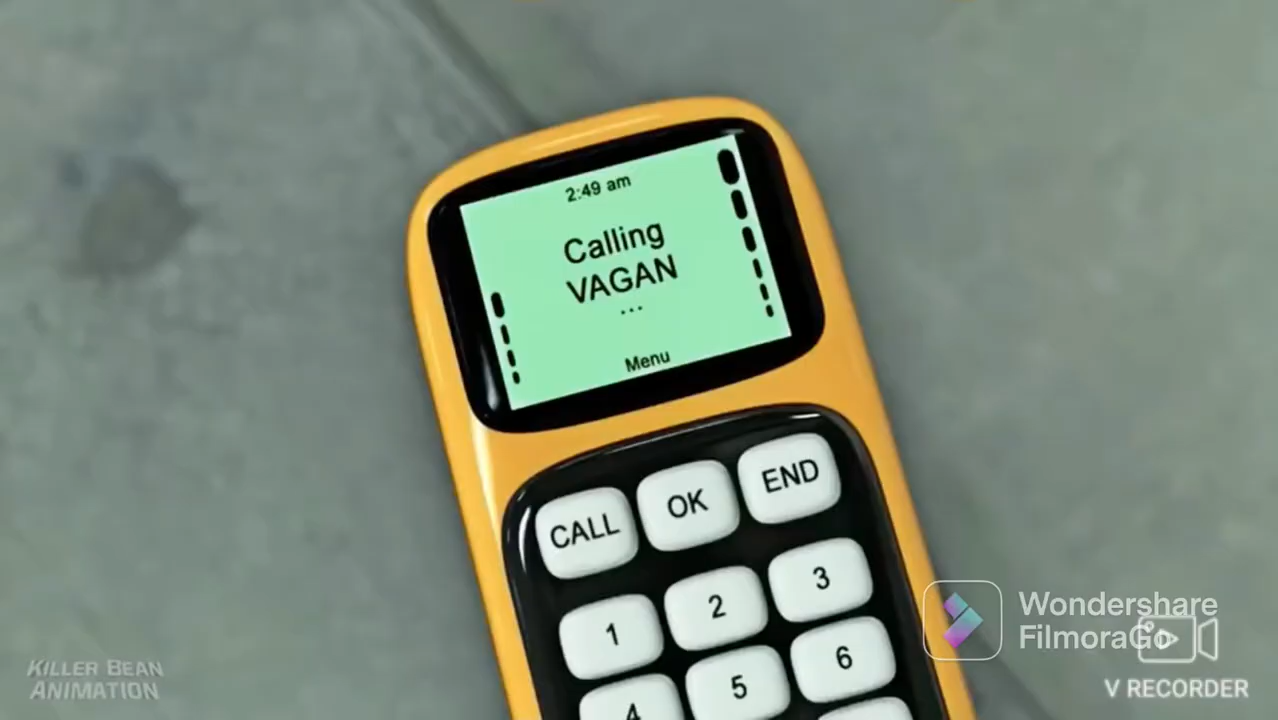 2:49 am
Calling
VAGAN
...
Menu
CALL OK END
1 2 3
4 5 6
Wondershare
FilmoraGo
KILLER BEAN
ANIMATION
V RECORDER